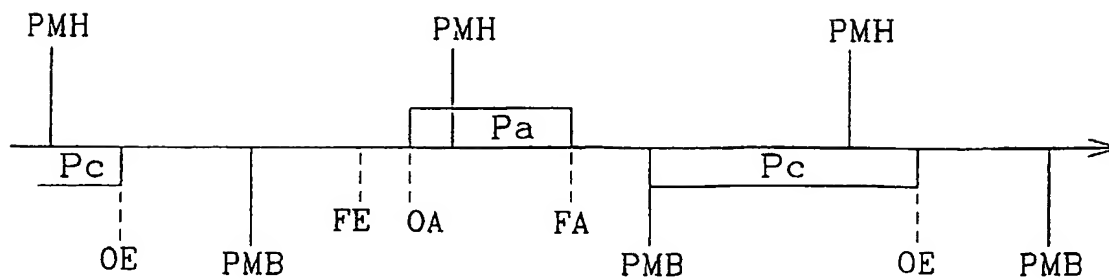 PMH PMH PMH
Pa
Pc Pc
FE OA FA
OE PMB PMB OE PMB